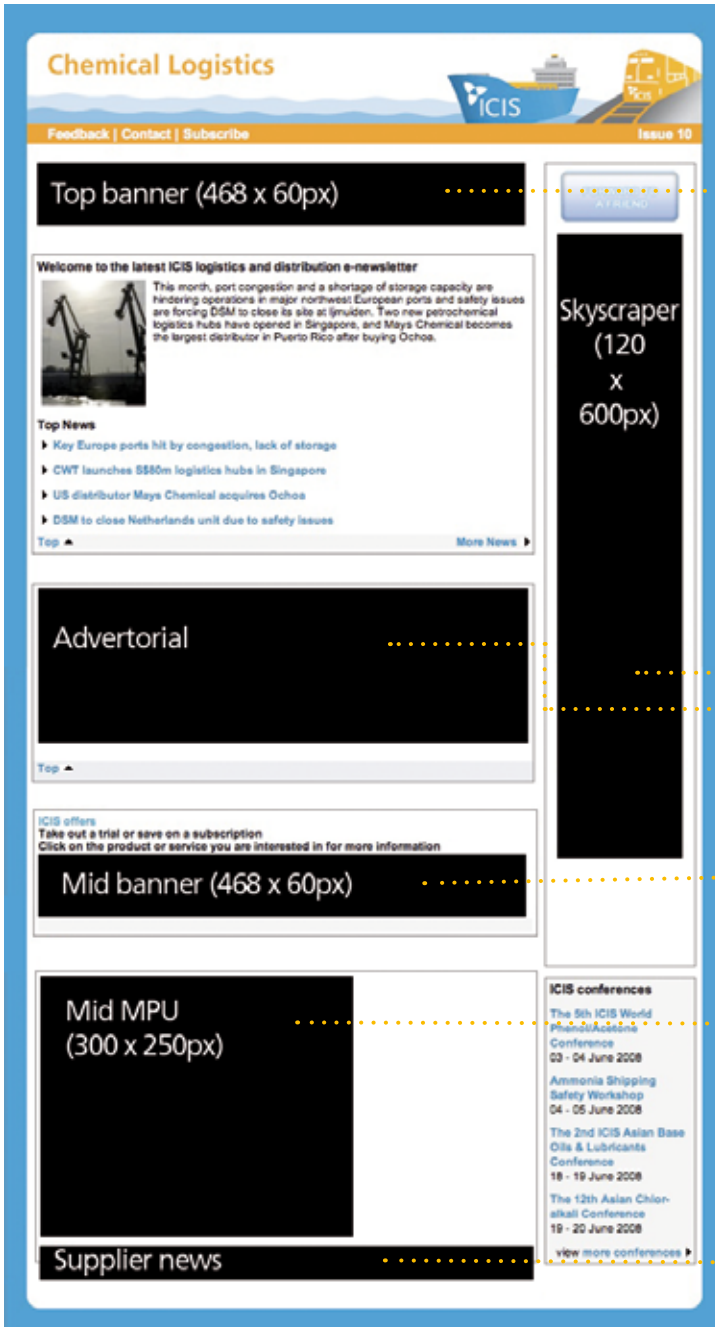 Chemical Logistics
ICIS
ICIS
Feedback | Contact | Subscribe
Issue 10
Top banner (468 x 60px)
A FRIEND
Welcome to the latest ICIS logistics and distribution e-newsletter
This month, port congestion and a shortage of storage capacity are
hindering operations in major northwest European ports and safety issues
are forcing DSM to close its site at Ijmuiden. Two new petrochemical
logistics hubs have opened in Singapore, and Mays Chemical becomes
the largest distributor in Puerto Rico after buying Ochoa.
Top News
Key Europe ports hit by congestion, lack of storage
CWT launches S$80m logistics hubs in Singapore
US distributor Mays Chemical acquires Ochoa
DSM to close Netherlands unit due to safety issues
Top
More News
Skyscraper
(120
x
600px)
Advertorial
Top
ICIS offers
Take out a trial or save on a subscription
Click on the product or service you are interested in for more information
Mid banner (468 x 60px)
Mid MPU
(300 x 250px)
Supplier news
ICIS conferences
The 5th ICIS World
Phenol/Acetone
Conference
03 - 04 June 2008
Ammonia Shipping
Safety Workshop
04 - 05 June 2008
The 2nd ICIS Asian Base
Oils & Lubricants
Conference
18 - 19 June 2008
The 12th Asian Chlor-
alkali Conference
19 - 20 June 2008
view more conferences